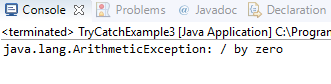 Console Problems @ Javadoc Declaration
<terminated> TryCatchExample3 [Java Application] C:\Progran
java.lang.ArithmeticException: / by zero